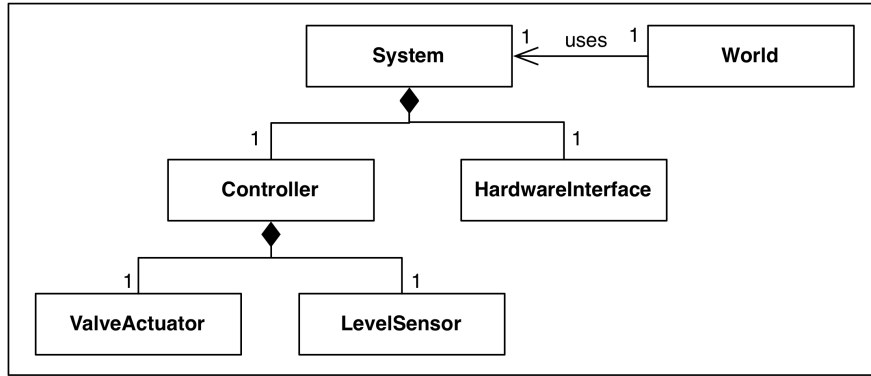 1 uses 1
System World
1 1
Controller HardwareInterface
1 1
ValveActuator LevelSensor